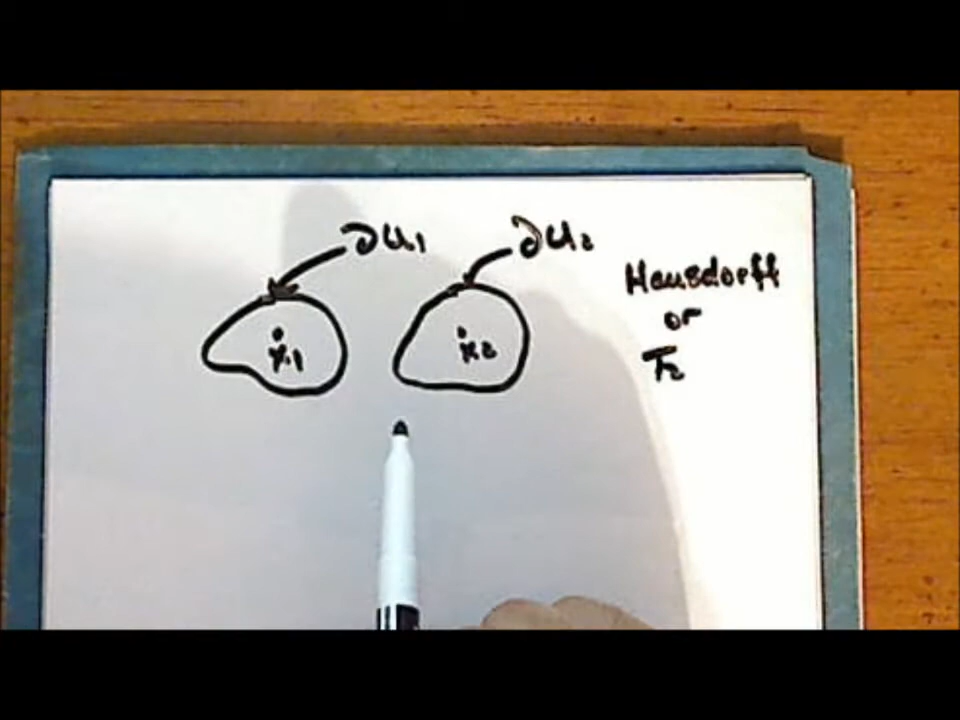 ∂U₁ ∂U₂
Hausdorff
or
T₂
x₁ x₂